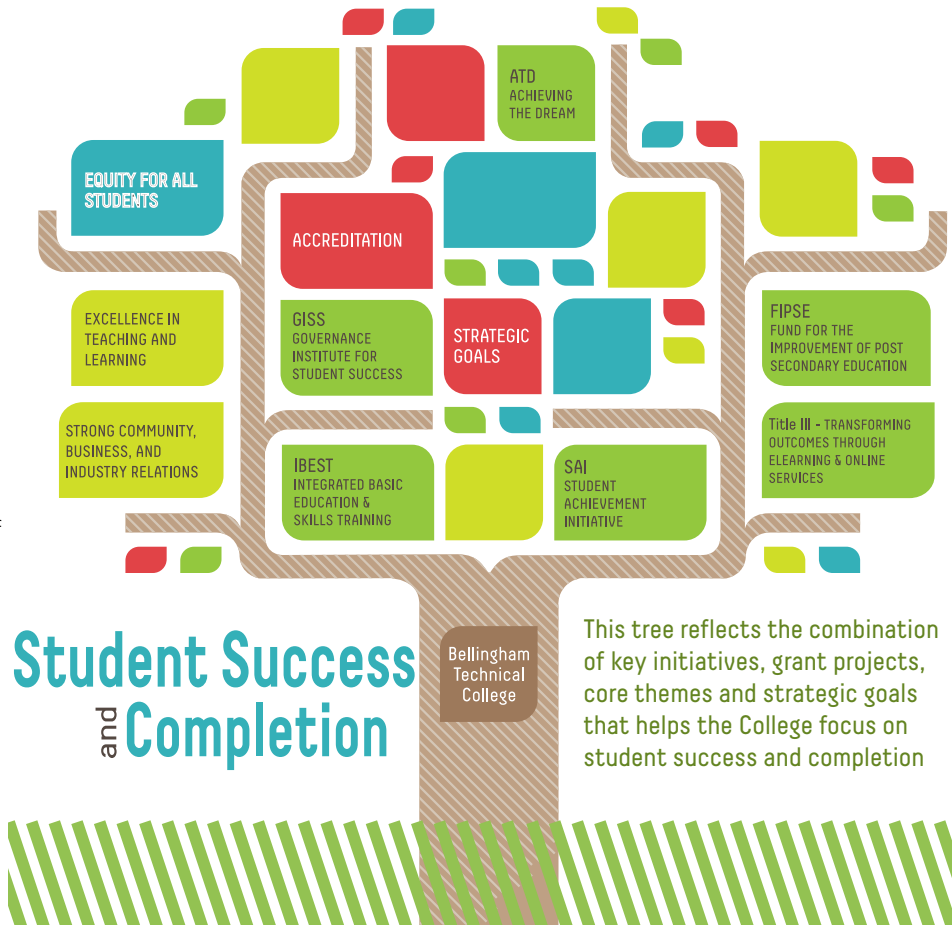 ATD
ACHIEVING
THE DREAM
EQUITY FOR ALL
STUDENTS
ACCREDITATION
EXCELLENCE IN
TEACHING AND
LEARNING
GISS
GOVERNANCE
INSTITUTE FOR
STUDENT SUCCESS
STRATEGIC
GOALS
FIPSE
FUND FOR THE
IMPROVEMENT OF POST
SECONDARY EDUCATION
STRONG COMMUNITY,
BUSINESS, AND
INDUSTRY RELATIONS
IBEST
INTEGRATED BASIC
EDUCATION &
SKILLS TRAINING
SAI
STUDENT
ACHIEVEMENT
INITIATIVE
Title III - TRANSFORMING
OUTCOMES THROUGH
ELEARNING & ONLINE
SERVICES
Student Success
and Completion
Bellingham
Technical
College
This tree reflects the combination
of key initiatives, grant projects,
core themes and strategic goals
that helps the College focus on
student success and completion